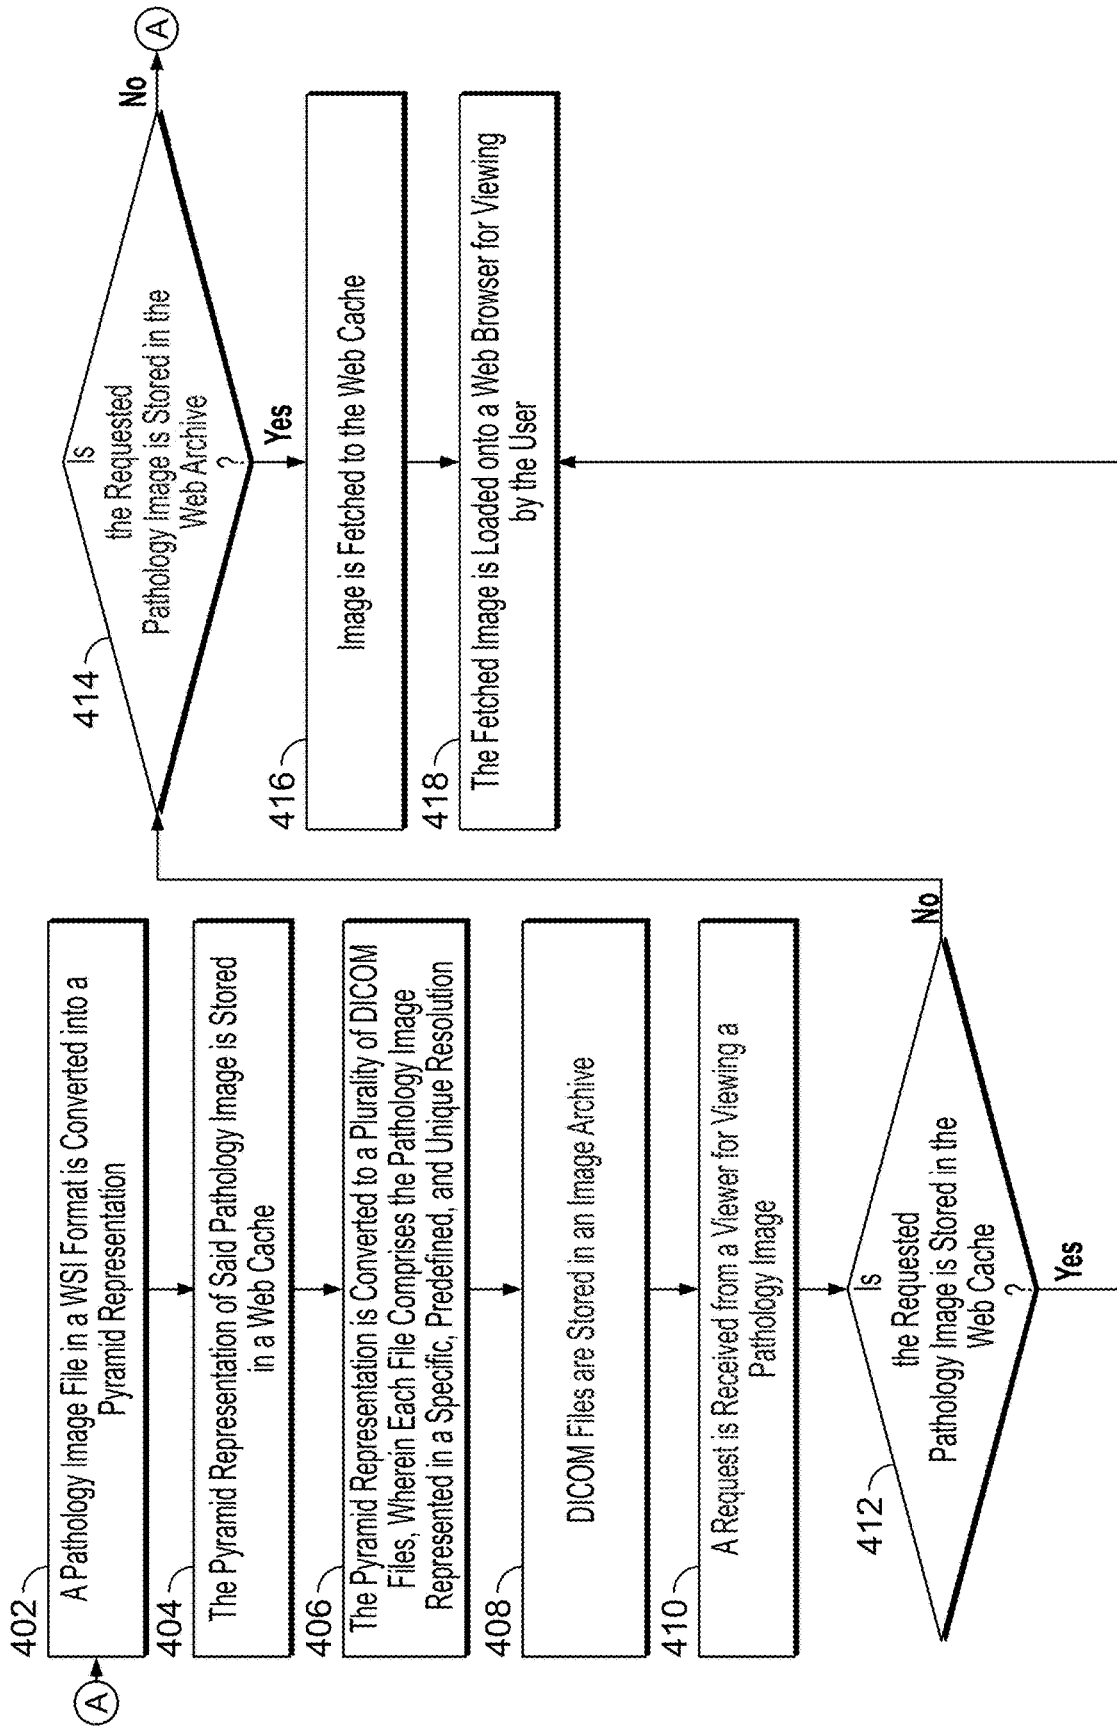 A
402
A Pathology Image File in a WSI Format is Converted into a
Pyramid Representation
404
The Pyramid Representation of Said Pathology Image is Stored
in a Web Cache
406
The Pyramid Representation is Converted to a Plurality of DICOM
Files, Wherein Each File Comprises the Pathology Image
Represented in a Specific, Predefined, and Unique Resolution
408
DICOM Files are Stored in an Image Archive
410
A Request is Received from a Viewer for Viewing a
Pathology Image
412
Is
the Requested
Pathology Image is Stored in the
Web Cache
?
No
Yes
414
Is
the Requested
Pathology Image is Stored in the
Web Archive
?
No
A
Yes
416
Image is Fetched to the Web Cache
418
The Fetched Image is Loaded onto a Web Browser for Viewing
by the User